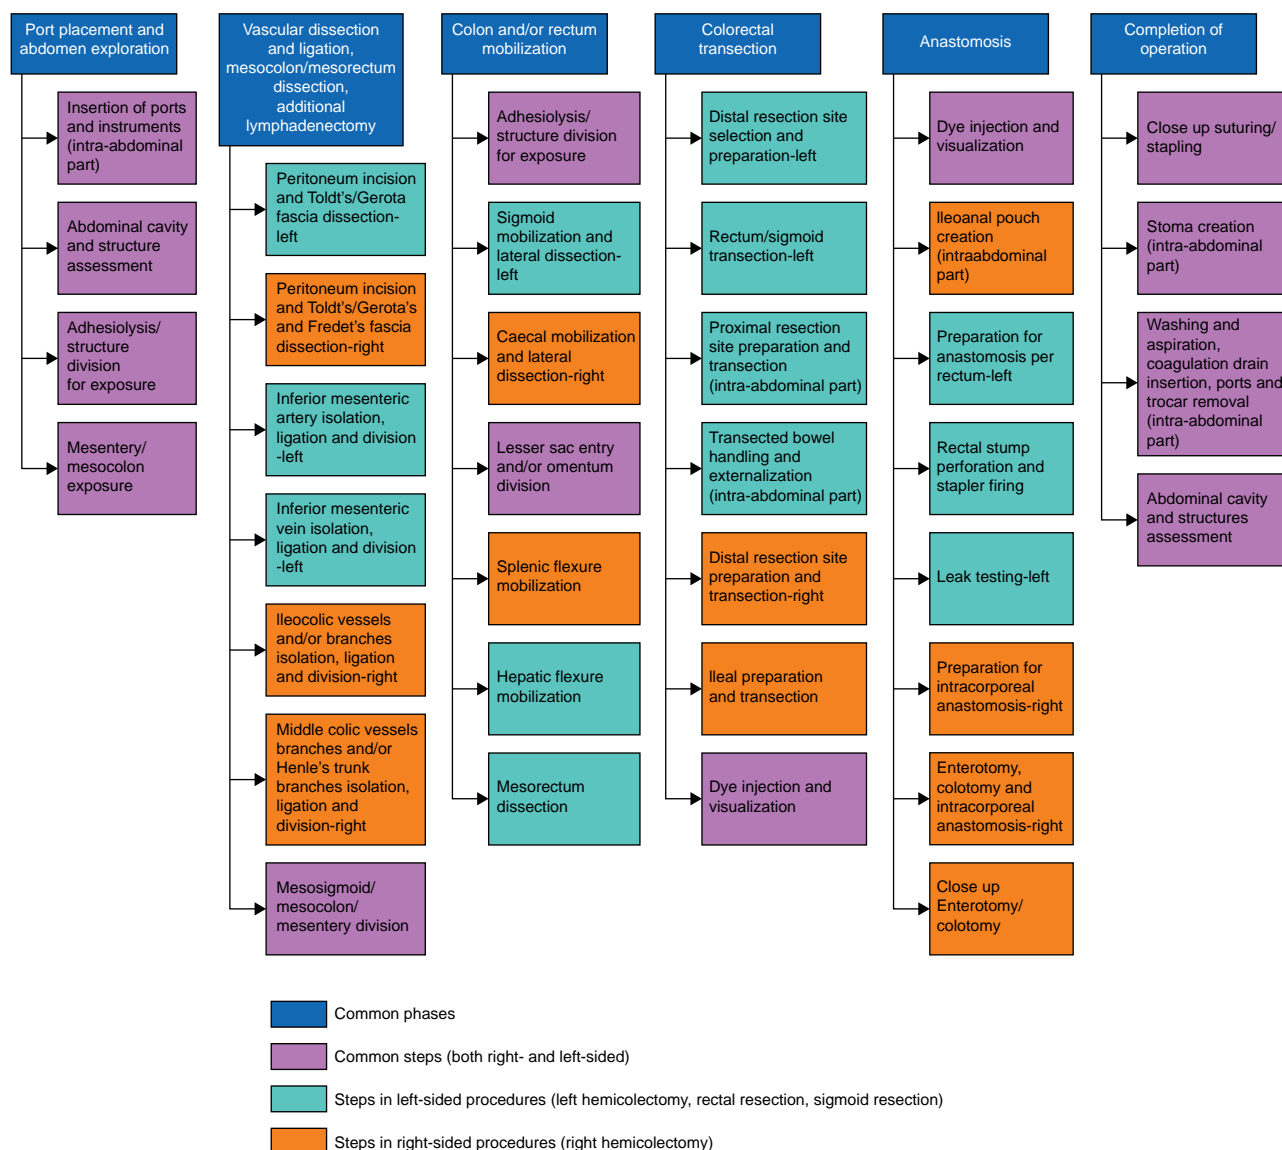 Port placement and
abdomen exploration
Insertion of ports
and instruments
(intra-abdominal
part)
Abdominal cavity
and structure
assessment
Adhesiolysis/
structure
division
for exposure
Mesentery/
mesocolon
exposure
Vascular dissection
and ligation,
mesocolon/mesorectum
dissection,
additional
lymphadenectomy
Peritoneum incision
and Toldt's/Gerota
fascia dissection-
left
Peritoneum incision
and Toldt's/Gerota's
and Fredet's fascia
dissection-right
Inferior mesenteric
artery isolation,
ligation and division
-left
Inferior mesenteric
vein isolation,
ligation and division
-left
Ileocolic vessels
and/or branches
isolation, ligation
and division-right
Middle colic vessels
branches and/or
Henle's trunk
branches isolation,
ligation and
division-right
Mesosigmoid/
mesocolon/
mesentery division
Colon and/or rectum
mobilization
Adhesiolysis/
structure division
for exposure
Sigmoid
mobilization and
lateral dissection-
left
Caecal mobilization
and lateral
dissection-right
Lesser sac entry
and/or omentum
division
Splenic flexure
mobilization
Hepatic flexure
mobilization
Mesorectum
dissection
Colorectal
transection
Distal resection site
selection and
preparation-left
Rectum/sigmoid
transection-left
Proximal resection
site preparation and
transection
(intra-abdominal part)
Transected bowel
handling and
externalization
(intra-abdominal part)
Distal resection site
preparation and
transection-right
Ileal preparation
and transection
Dye injection and
visualization
Anastomosis
Dye injection and
visualization
Ileoanal pouch
creation
(intraabdominal
part)
Preparation for
anastomosis per
rectum-left
Rectal stump
perforation and
stapler firing
Leak testing-left
Preparation for
intracorporeal
anastomosis-right
Enterotomy,
colotomy and
intracorporeal
anastomosis-right
Close up
Enterotomy/
colotomy
Completion of
operation
Close up suturing/
stapling
Stoma creation
(intra-abdominal
part)
Washing and
aspiration,
coagulation drain
insertion, ports and
trocar removal
(intra-abdominal
part)
Abdominal cavity
and structures
assessment
Common phases
Common steps (both right- and left-sided)
Steps in left-sided procedures (left hemicolectomy, rectal resection, sigmoid resection)
Steps in right-sided procedures (right hemicolectomy)